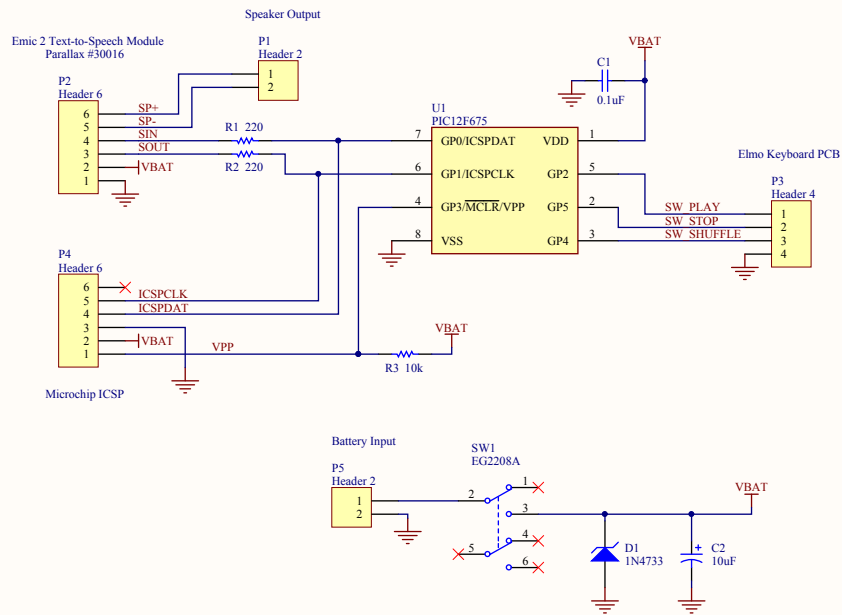 Speaker Output
Emic 2 Text-to-Speech Module
Parallax #30016
P1
Header 2
1
2
P2
Header 6
6
5
4
3
2
1
SP+
SP-
SIN
SOUT
VBAT
R1 220
R2 220
U1
PIC12F675
7
6
4
8
GP0/ICSPDAT
GP1/ICSPCLK
GP3/MCLR/VPP
VSS
VDD
GP2
GP5
GP4
1
5
2
3
C1
0.1uF
VBAT
Elmo Keyboard PCB
P3
Header 4
SW_PLAY
SW_STOP
SW_SHUFFLE
1
2
3
4
P4
Header 6
6
5
4
3
2
1
ICSPCLK
ICSPDAT
VBAT
VPP
Microchip ICSP
R3 10k
VBAT
Battery Input
P5
Header 2
1
2
SW1
EG2208A
1
2
3
4
5
6
VBAT
D1
1N4733
+
C2
10uF